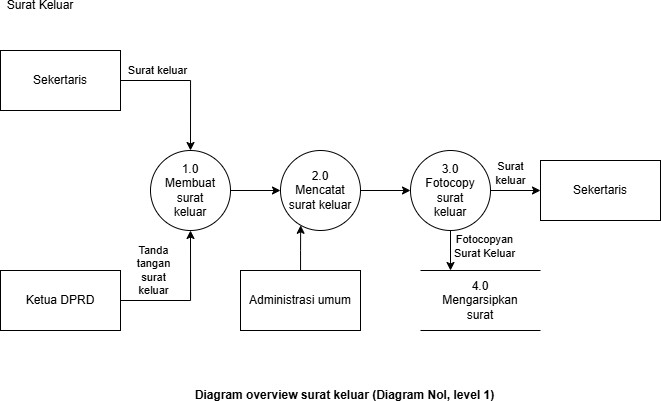 Surat Keluar
Sekertaris
Surat keluar
1.0
Membuat
surat
keluar
2.0
Mencatat
surat keluar
3.0
Fotocopy
surat
keluar
Surat
keluar
Sekertaris
Tanda
tangan
surat
keluar
Fotocopyan
Surat Keluar
Ketua DPRD
Administrasi umum
4.0
Mengarsipkan
surat
Diagram overview surat keluar (Diagram Nol, level 1)